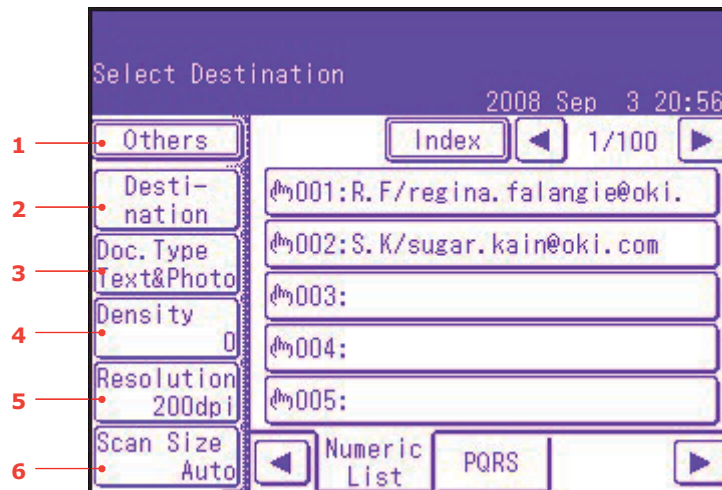 Select Destination
2008 Sep 3 20:56
1
Others
Index
1/100
2
Desti-
nation
001:R.F/regina.falangie@oki.
002:S.K/sugar.kain@oki.com
3
Doc.Type
Text&Photo
003:
4
Density
0
004:
5
Resolution
200dpi
005:
6
Scan Size
Auto
Numeric
List
PQRS